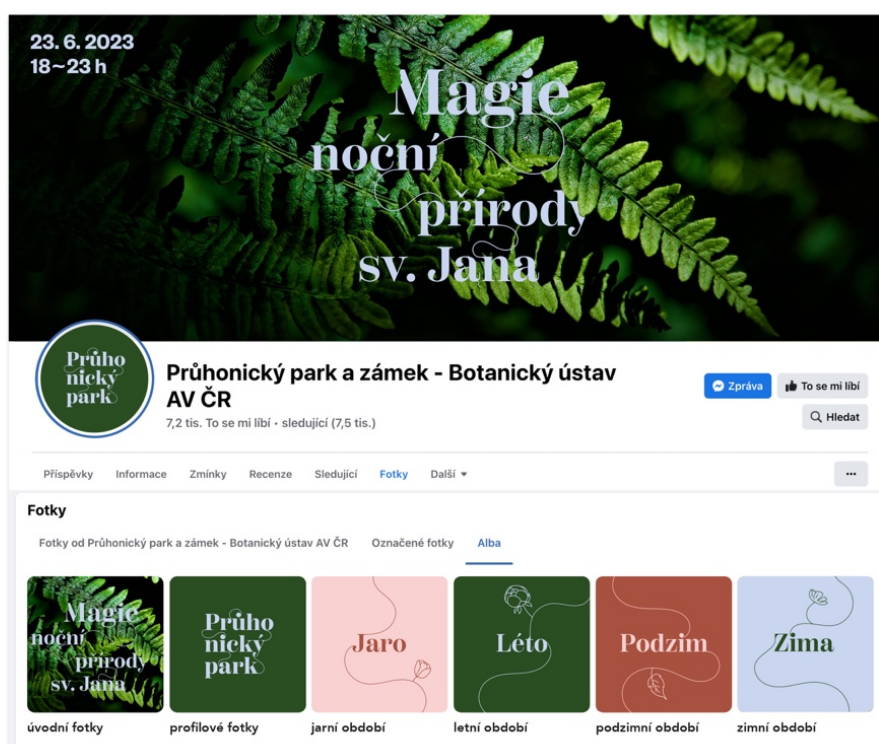 23. 6. 2023
18~23 h
Magie
noční
přírody
sv. Jana
Průho
nický
park
Průhonický park a zámek - Botanický ústav
AV ČR
7,2 tis. To se mi líbí • sledující (7,5 tis.)
Zpráva
To se mi líbí
Hledat
Příspěvky Informace Zmínky Recenze Sledující Fotky Další
Fotky
Fotky od Průhonický park a zámek - Botanický ústav AV ČR Označené fotky Alba
Magie
noční
přírody
sv. Jana
Průho
nický
park
Jaro
Léto
Podzim
Zima
úvodní fotky
profilové fotky
jarní období
letní období
podzimní období
zimní období